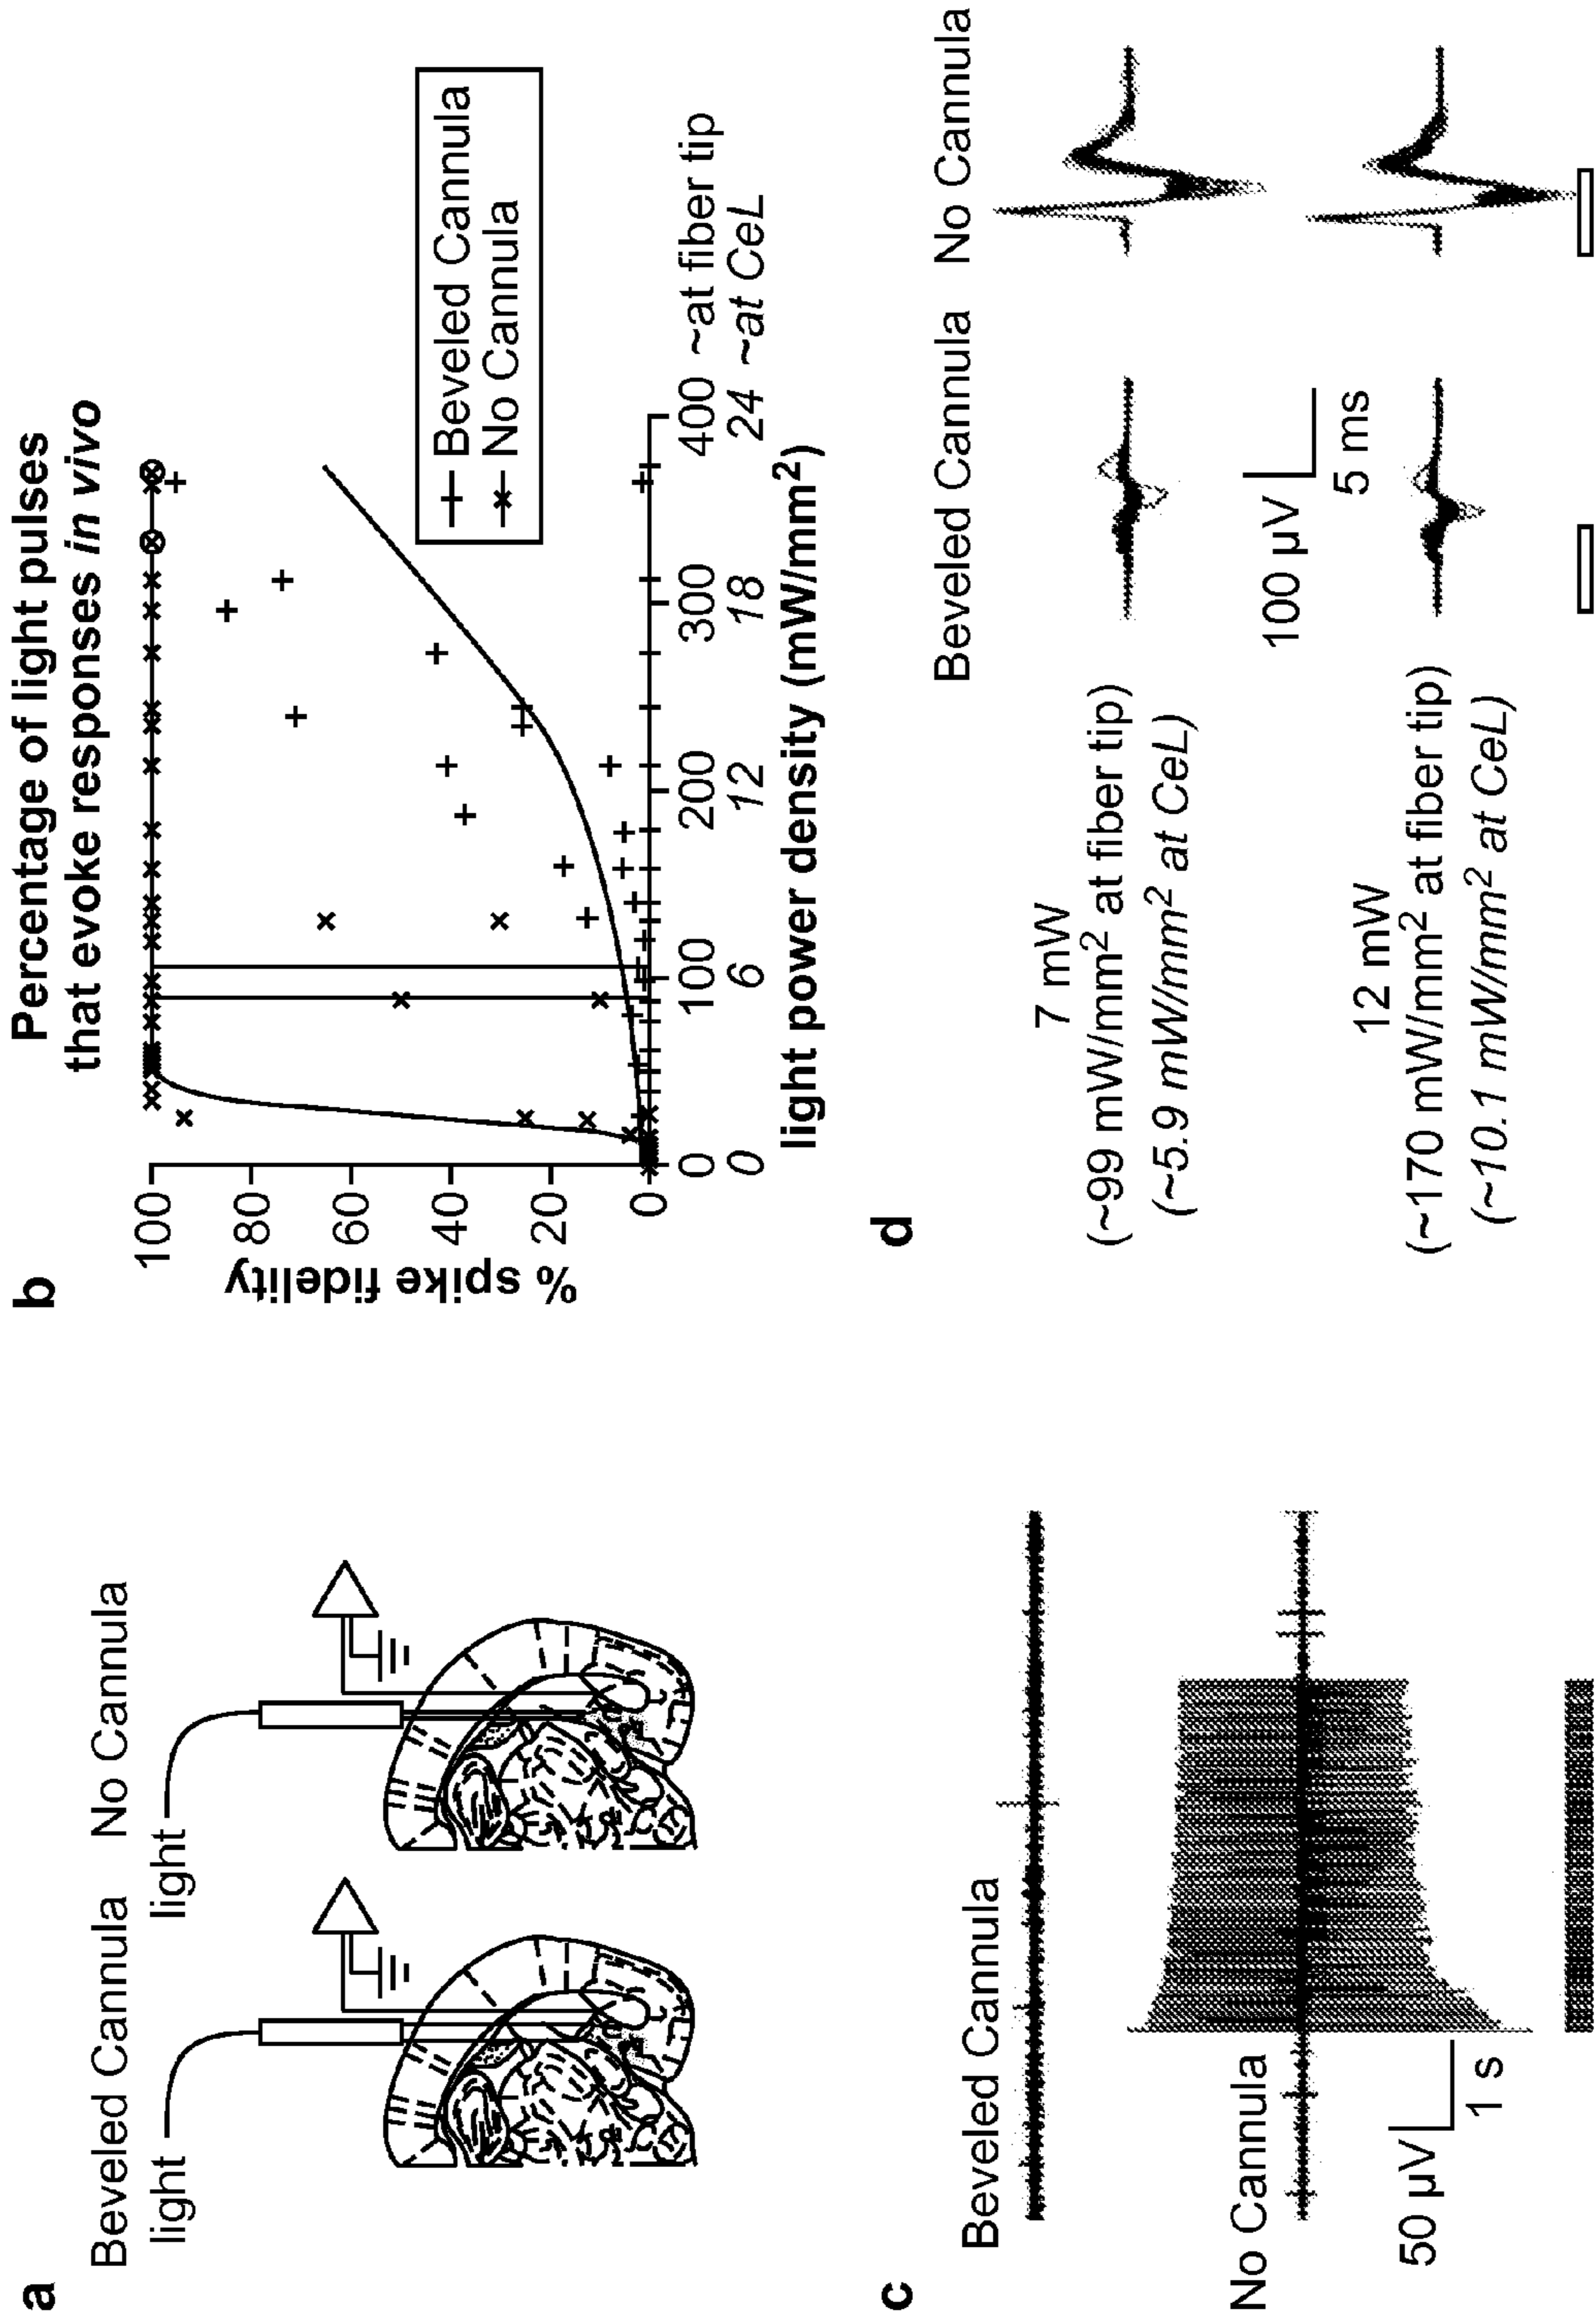 a
Beveled Cannula
No Cannula
light
light
b
Percentage of light pulses
that evoke responses in vivo
% spike fidelity
100
80
60
40
20
0
Beveled Cannula
No Cannula
0 100 200 300 400 ~at fiber tip
0 6 12 18 24 ~at CeL
light power density (mW/mm²)
c
Beveled Cannula
No Cannula
50 µV
1 s
d
Beveled Cannula
No Cannula
7 mW
(~99 mW/mm² at fiber tip)
(~5.9 mW/mm² at CeL)
100 µV
5 ms
12 mW
(~170 mW/mm² at fiber tip)
(~10.1 mW/mm² at CeL)